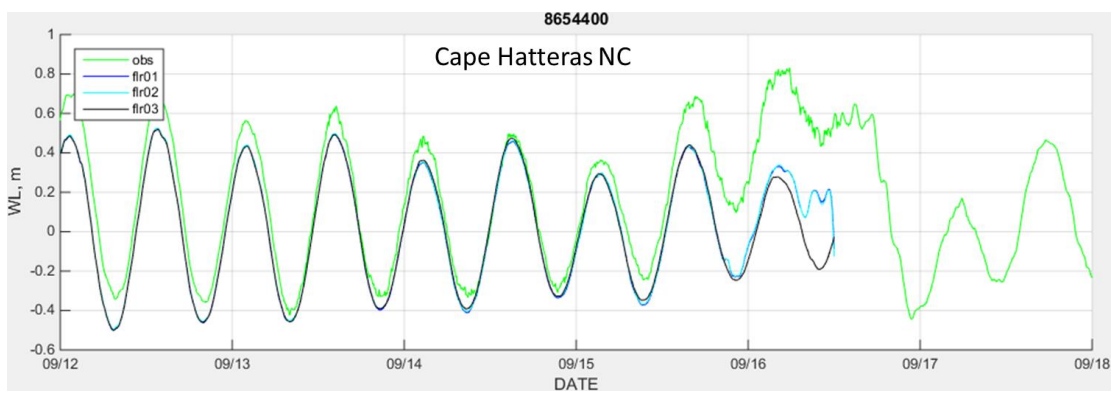 8654400
Cape Hatteras NC
obs
flr01
flr02
flr03
WL, m
1
0.8
0.6
0.4
0.2
0
-0.2
-0.4
-0.6
09/12 09/13 09/14 09/15 09/16 09/17 09/18
DATE